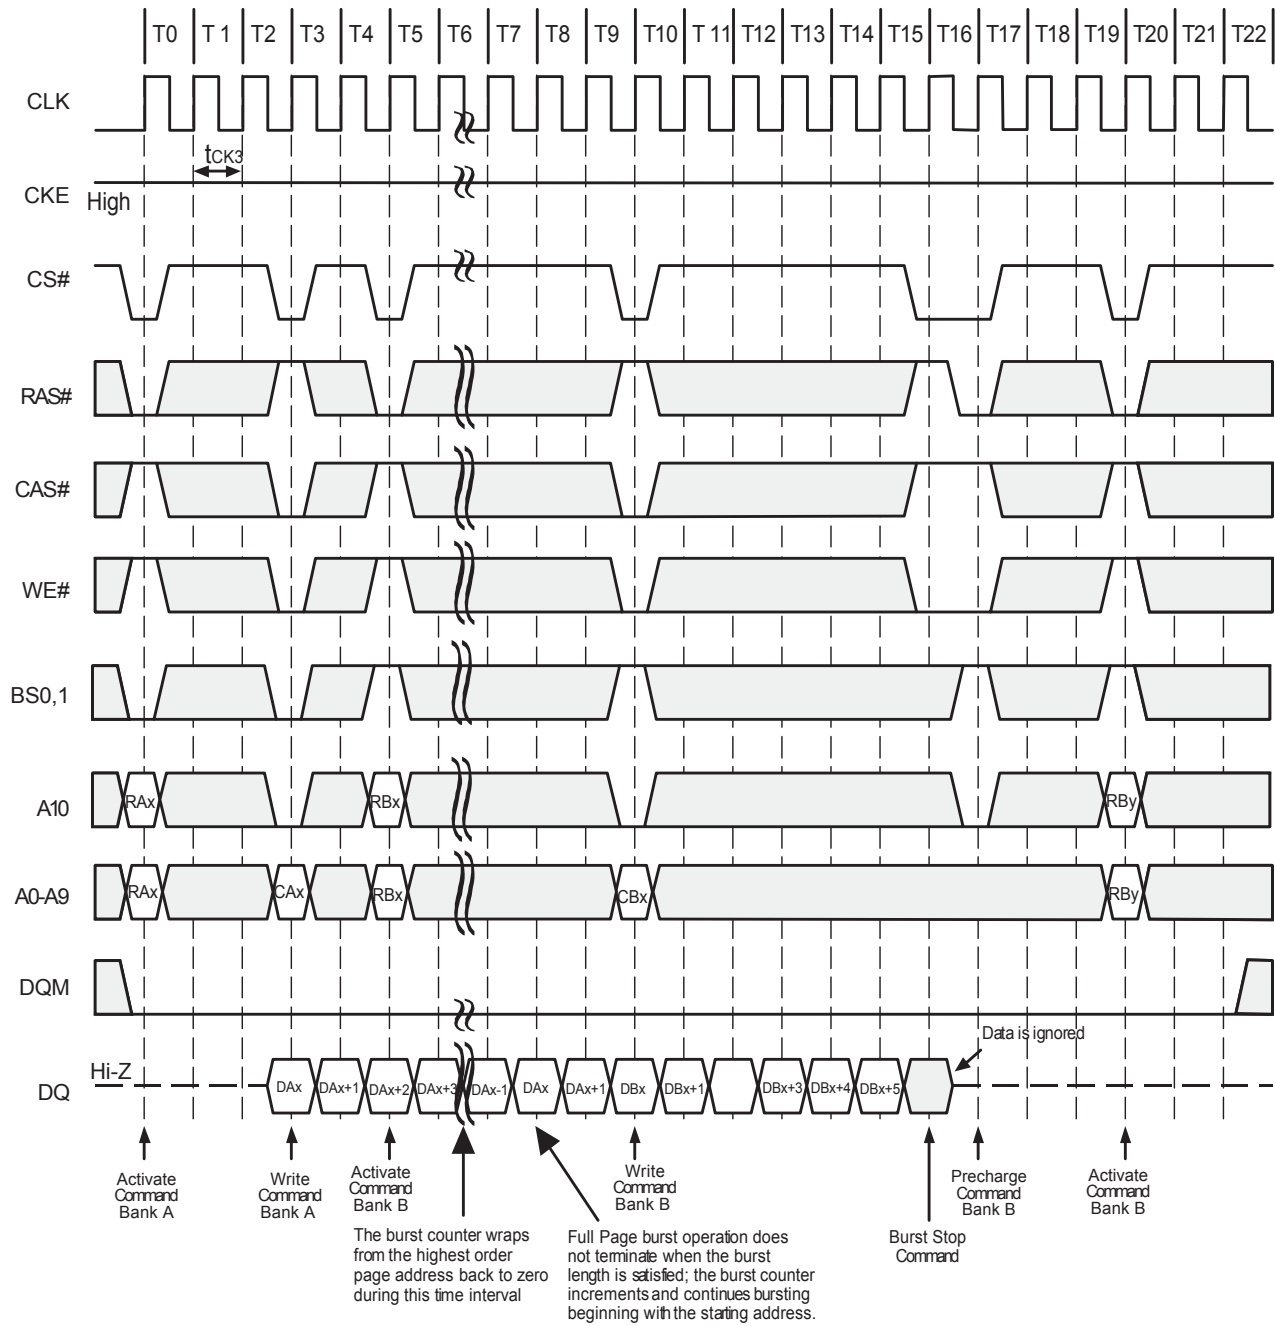 T0 T 1 T2 T3 T4 T5 T6 T7 T8 T9 T10 T 11 T12 T13 T14 T15 T16 T17 T18 T19 T20 T21 T22
CLK
tCK3
CKE High
CS#
RAS#
CAS#
WE#
BS0,1
A10 RAx RBx RBy
A0-A9 RAx CAx RBx CBx RBy
DQM
Data is ignored
Hi-Z
DQ DAx DAx+1 DAx+2 DAx+3 DAx-1 DAx DAx+1 DBx DBx+1 DBx+3 DBx+4 DBx+5
Activate
Command
Bank A
Write
Command
Bank A
Activate
Command
Bank B
The burst counter wraps
from the highest order
page address back to zero
during this time interval
Full Page burst operation does
not terminate when the burst
length is satisfied; the burst counter
increments and continues bursting
beginning with the starting address.
Write
Command
Bank B
Burst Stop
Command
Precharge
Command
Bank B
Activate
Command
Bank B